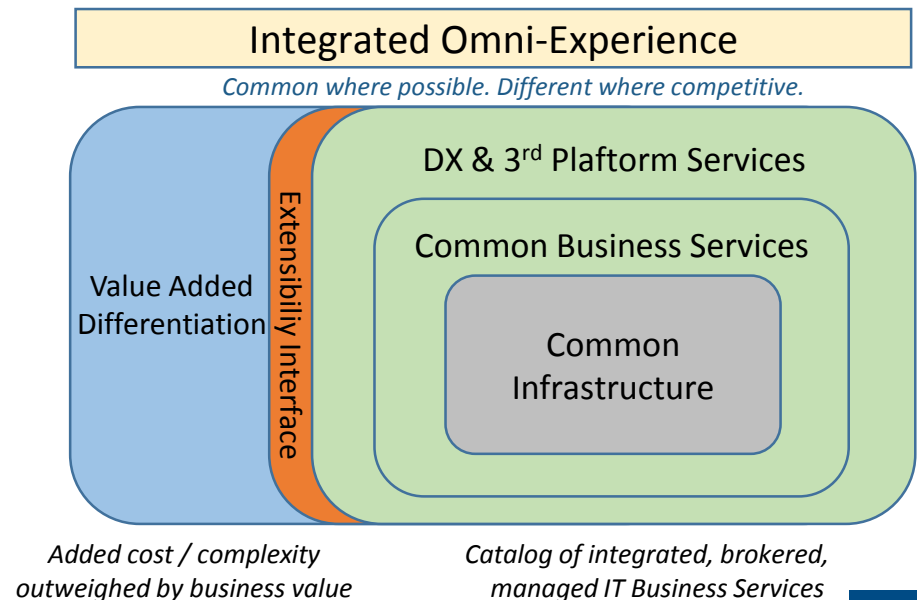 Integrated Omni-Experience
Common where possible. Different where competitive.
DX & 3rd Plaftorm Services
Common Business Services
Common
Infrastructure
Extensibiliy Interface
Value Added
Differentiation
Added cost / complexity
outweighed by business value
Catalog of integrated, brokered,
managed IT Business Services